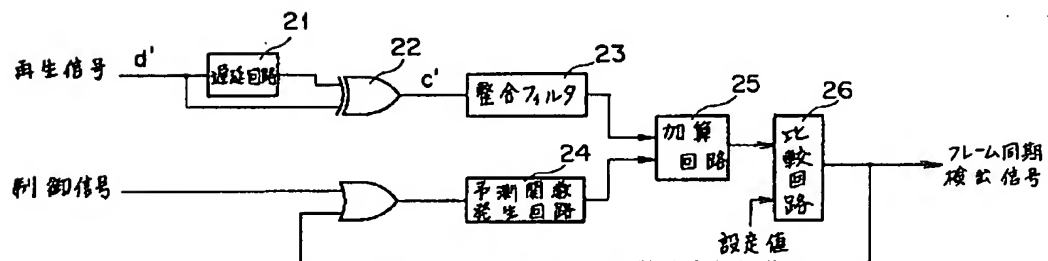 再生信号
d'
21
遅延回路
22
c'
23
整合フィルタ
25
加算
回路
26
比較回路
フレーム同期
検出信号
制御信号
24
予測関数
発生回路
設定値